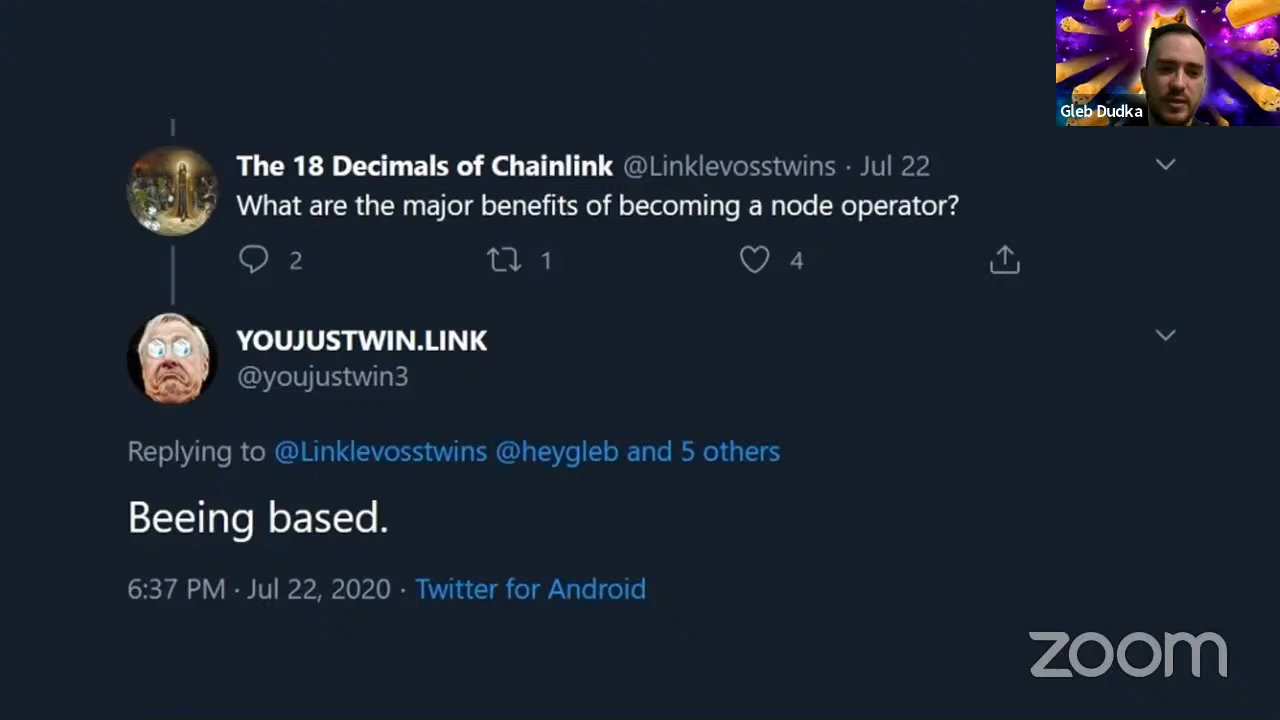 Gleb Dudka
The 18 Decimals of Chainlink @Linklevosstwins · Jul 22
What are the major benefits of becoming a node operator?
2 1 4
YOUJUSTWIN.LINK
@youjustwin3
Replying to @Linklevosstwins @heygleb and 5 others
Beeing based.
6:37 PM · Jul 22, 2020 · Twitter for Android
zoom